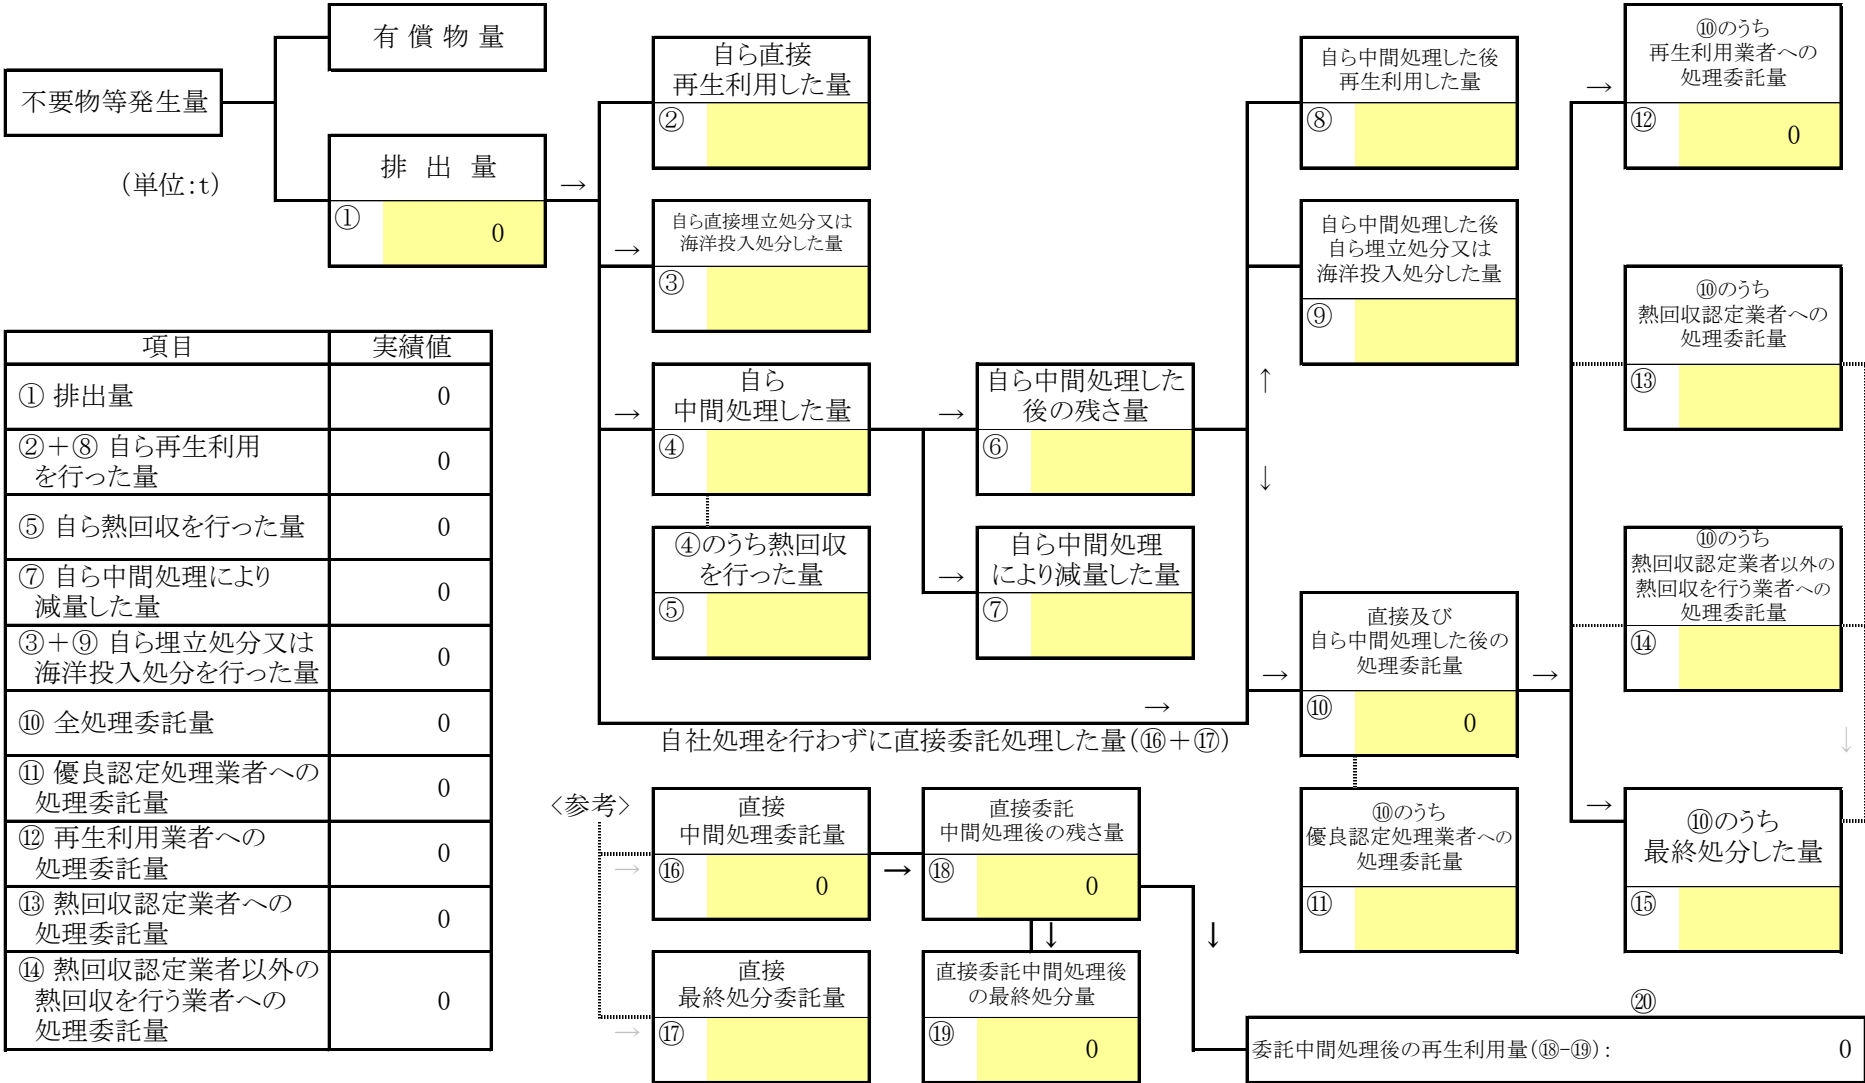 有 償 物 量
不要物等発生量
(単位:t)
排 出 量
→
①
0
自ら直接
再生利用した量
②
→
自ら直接埋立処分又は
海洋投入処分した量
③
→
自ら
中間処理した量
④
→
自ら中間処理した
後の残さ量
⑥
④のうち熱回収
を行った量
⑤
→
自ら中間処理
により減量した量
⑦
↑
↓
自ら中間処理した後
再生利用した量
⑧
自ら中間処理した後
自ら埋立処分又は
海洋投入処分した量
⑨
→
直接及び
自ら中間処理した後の
処理委託量
⑩
0
→
自社処理を行わずに直接委託処理した量(⑯+⑰)
⑩のうち
優良認定処理業者への
処理委託量
⑪
→
→
⑩のうち
再生利用業者への
処理委託量
⑫
0
⑩のうち
熱回収認定業者への
処理委託量
⑬
⑩のうち
熱回収認定業者以外の
熱回収を行う業者への
処理委託量
⑭
↓
→
⑩のうち
最終処分した量
⑮
項目 実績値
① 排出量 0
②+⑧ 自ら再生利用
を行った量 0
⑤ 自ら熱回収を行った量 0
⑦ 自ら中間処理により
減量した量 0
③+⑨ 自ら埋立処分又は
海洋投入処分を行った量 0
⑩ 全処理委託量 0
⑪ 優良認定処理業者への
処理委託量 0
⑫ 再生利用業者への
処理委託量 0
⑬ 熱回収認定業者への
処理委託量 0
⑭ 熱回収認定業者以外の
熱回収を行う業者への
処理委託量 0
<参考>
→
直接
中間処理委託量
⑯
0
→
直接委託
中間処理後の残さ量
⑱
0
↓
↓
→
直接
最終処分委託量
⑰
直接委託中間処理後
の最終処分量
⑲
0
⑳
委託中間処理後の再生利用量(⑱-⑲): 0